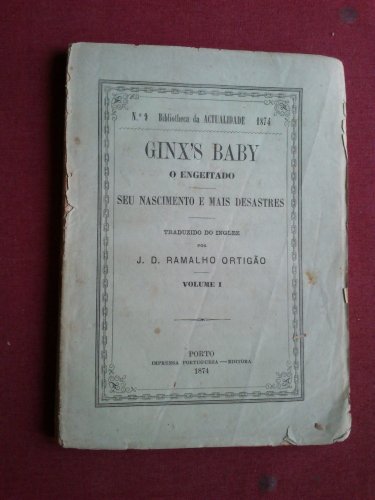 N.º 9 Bibliotheca da ACTUALIDADE 1874
GINX'S BABY
O ENGEITADO
SEU NASCIMENTO E MAIS DESASTRES
TRADUZIDO DO INGLEZ
POR
J. D. RAMALHO ORTIGÃO
VOLUME I
PORTO
IMPRENSA PORTUGUEZA—EDITORA
1874